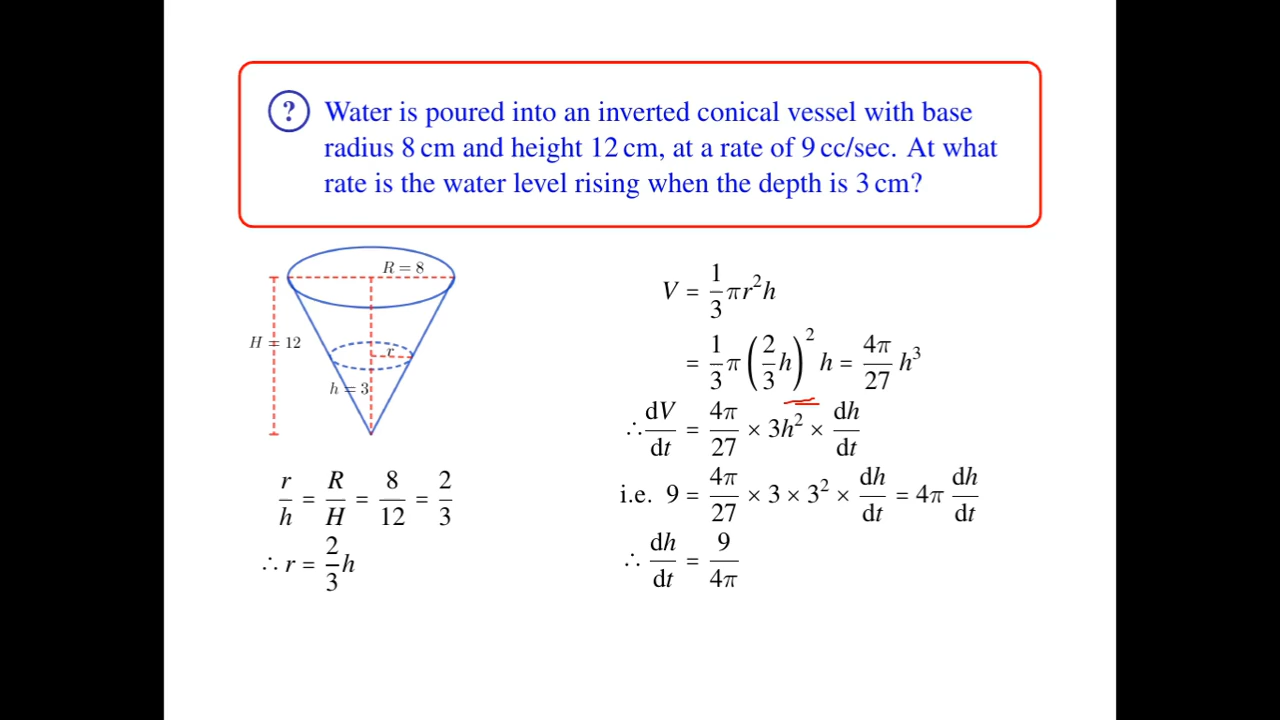 ? Water is poured into an inverted conical vessel with base
radius 8 cm and height 12 cm, at a rate of 9 cc/sec. At what
rate is the water level rising when the depth is 3 cm?
R = 8
H = 12
r
h = 3
r/h = R/H = 8/12 = 2/3
∴ r = 2/3 h
V = 1/3 πr²h
= 1/3 π (2/3 h)² h = 4π/27 h³
∴ dV/dt = 4π/27 × 3h² × dh/dt
i.e. 9 = 4π/27 × 3 × 3² × dh/dt = 4π dh/dt
∴ dh/dt = 9/4π